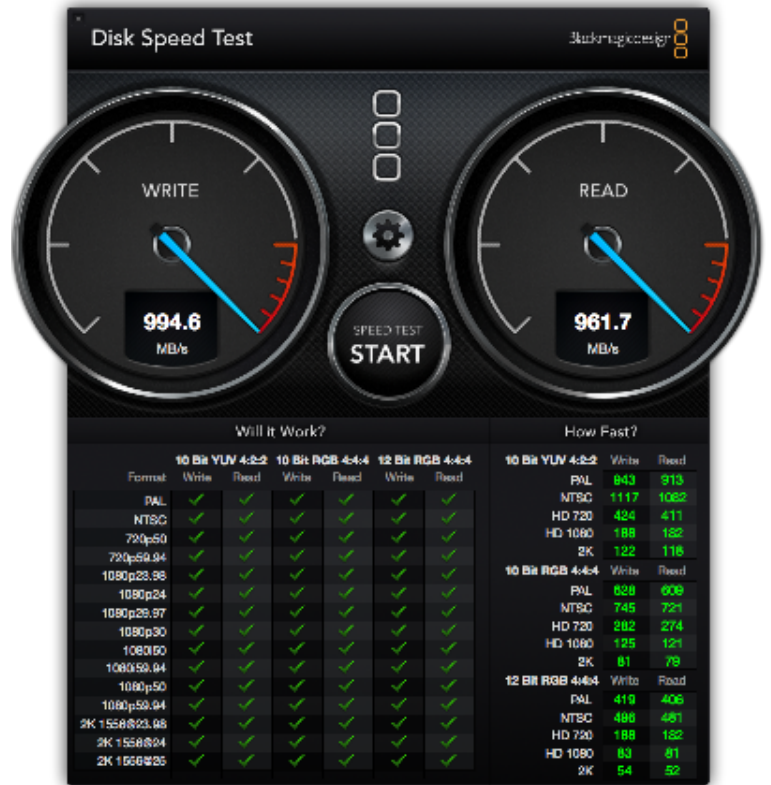 Disk Speed Test
Blackmagicdesign
WRITE
994.6
MB/s
SPEED TEST
START
READ
961.7
MB/s
Will it Work?
10 Bit YUV 4:2:2 10 Bit RGB 4:4:4 12 Bit RGB 4:4:4
Format Write Read Write Read Write Read
PAL ✓ ✓ ✓ ✓ ✓ ✓
NTSC ✓ ✓ ✓ ✓ ✓ ✓
720p50 ✓ ✓ ✓ ✓ ✓ ✓
720p59.94 ✓ ✓ ✓ ✓ ✓ ✓
1080p23.98 ✓ ✓ ✓ ✓ ✓ ✓
1080p24 ✓ ✓ ✓ ✓ ✓ ✓
1080p29.97 ✓ ✓ ✓ ✓ ✓ ✓
1080p30 ✓ ✓ ✓ ✓ ✓ ✓
1080i50 ✓ ✓ ✓ ✓ ✓ ✓
1080i59.94 ✓ ✓ ✓ ✓ ✓ ✓
1080p50 ✓ ✓ ✓ ✓ ✓ ✓
1080p59.94 ✓ ✓ ✓ ✓ ✓ ✓
2K 1556@23.98 ✓ ✓ ✓ ✓ ✓ ✓
2K 1556@24 ✓ ✓ ✓ ✓ ✓ ✓
2K 1556@25 ✓ ✓ ✓ ✓ ✓ ✓
How Fast?
10 Bit YUV 4:2:2 Write Read
PAL 943 913
NTSC 1117 1082
HD 720 424 411
HD 1080 188 182
2K 122 118
10 Bit RGB 4:4:4 Write Read
PAL 628 609
NTSC 745 721
HD 720 282 274
HD 1080 125 121
2K 81 79
12 Bit RGB 4:4:4 Write Read
PAL 419 406
NTSC 481
HD 720 188 182
HD 1080 83 81
2K 54 52